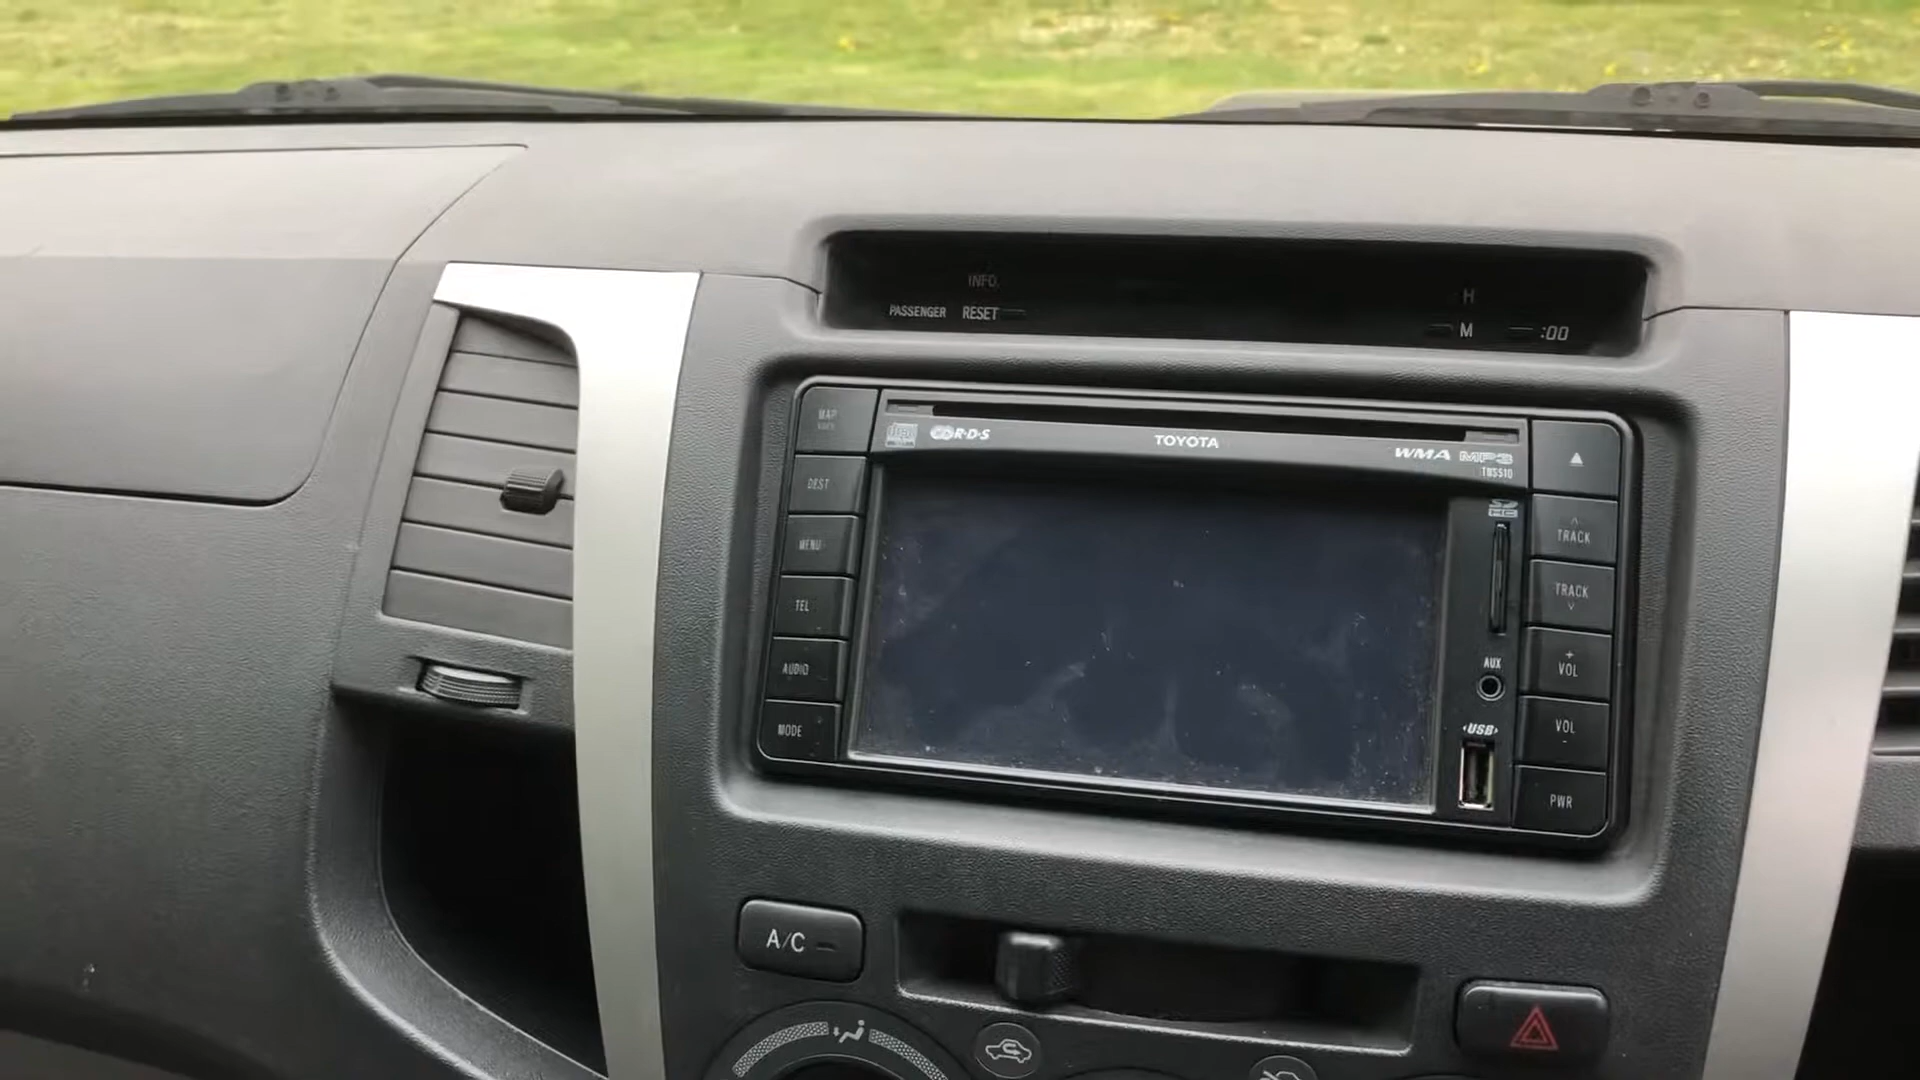 INFO.
PASSENGER RESET
H
M :00
MAP
R·D·S
TOYOTA
WMA MP3
TNS510
DEST
MENU
TEL
AUDIO
MODE
TRACK
TRACK
AUX
+
VOL
USB
VOL
-
PWR
A/C